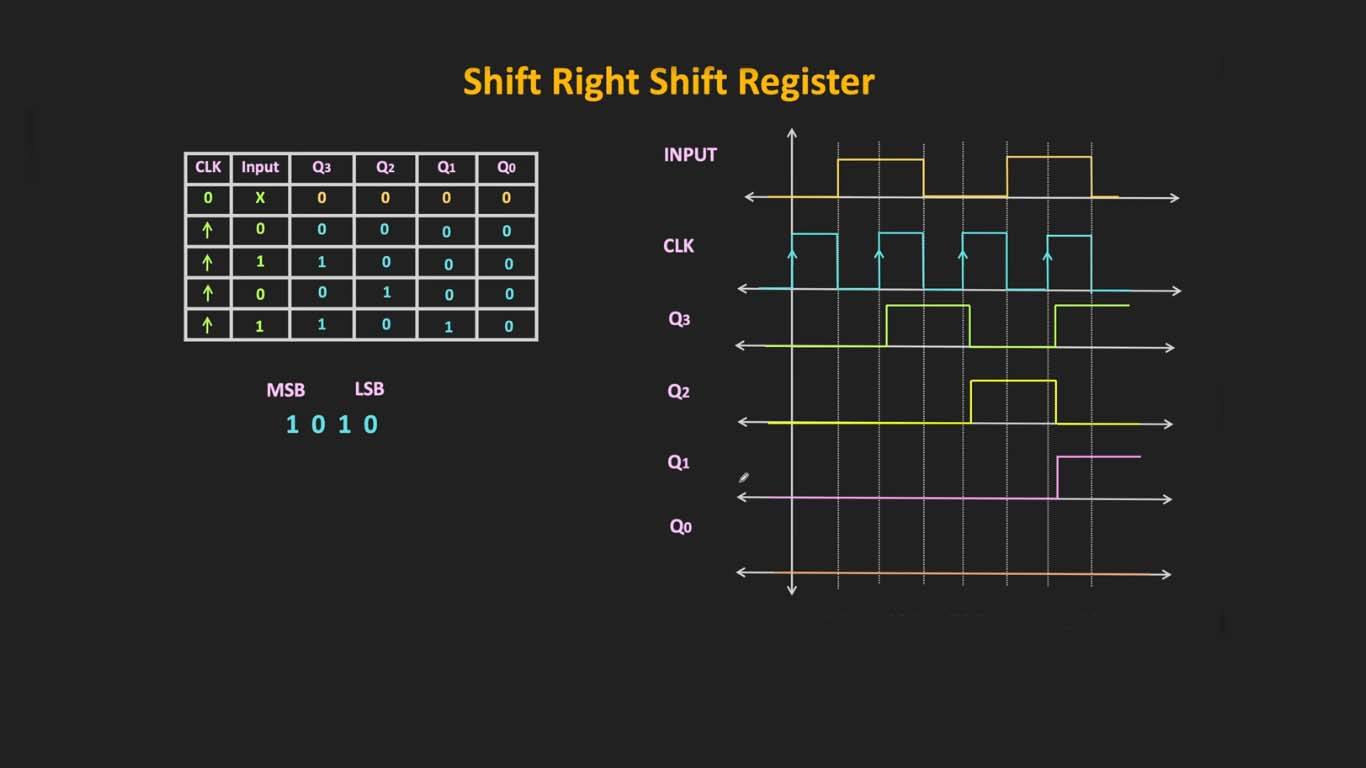 Shift Right Shift Register
CLK Input Q3 Q2 Q1 Q0
0 X 0 0 0 0
↑ 0 0 0 0 0
↑ 1 1 0 0 0
↑ 0 0 1 0 0
↑ 1 1 0 1 0
MSB LSB
1 0 1 0
INPUT
CLK
Q3
Q2
Q1
Q0